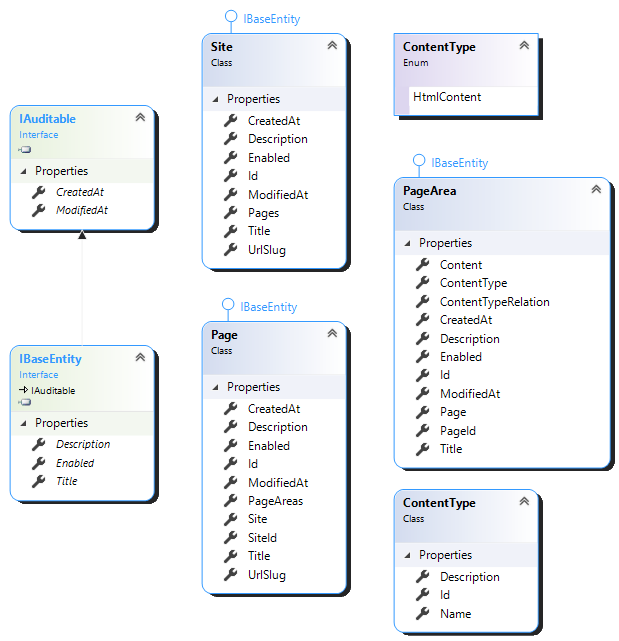 IAuditable
Interface
Properties
CreatedAt
ModifiedAt
IBaseEntity
Interface
IAuditable
Properties
Description
Enabled
Title
IBaseEntity
Site
Class
Properties
CreatedAt
Description
Enabled
Id
ModifiedAt
Pages
Title
UrlSlug
IBaseEntity
Page
Class
Properties
CreatedAt
Description
Enabled
Id
ModifiedAt
PageAreas
Site
SiteId
Title
UrlSlug
ContentType
Enum
HtmlContent
IBaseEntity
PageArea
Class
Properties
Content
ContentType
ContentTypeRelation
CreatedAt
Description
Enabled
Id
ModifiedAt
Page
PageId
Title
ContentType
Class
Properties
Description
Id
Name